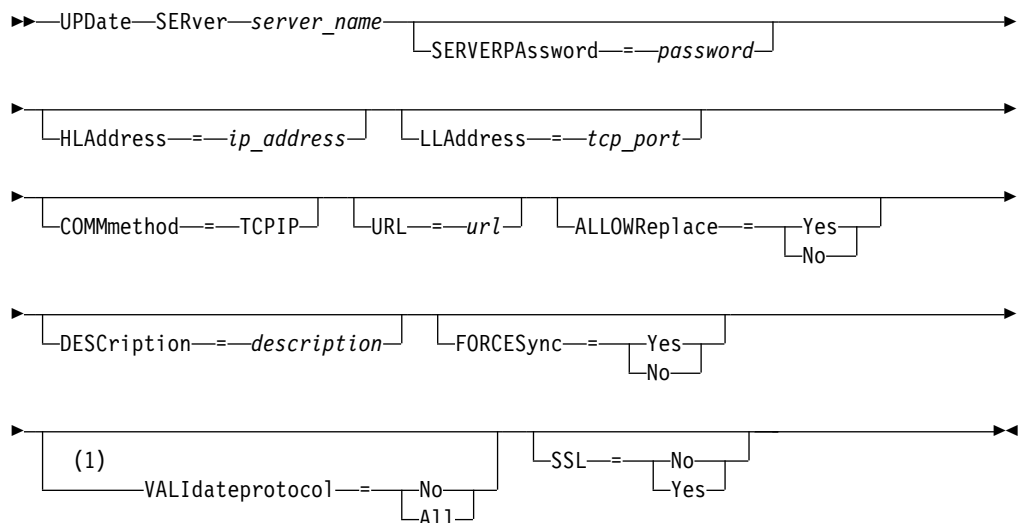 UPDate SERver server_name
SERVERPAssword = password
HLAddress = ip_address LLAddress = tcp_port
COMMmethod = TCPIP URL = url ALLOWReplace = Yes
No
DESCription = description FORCESync = Yes
No
(1)
VALIdateprotocol = No
All
SSL = No
Yes